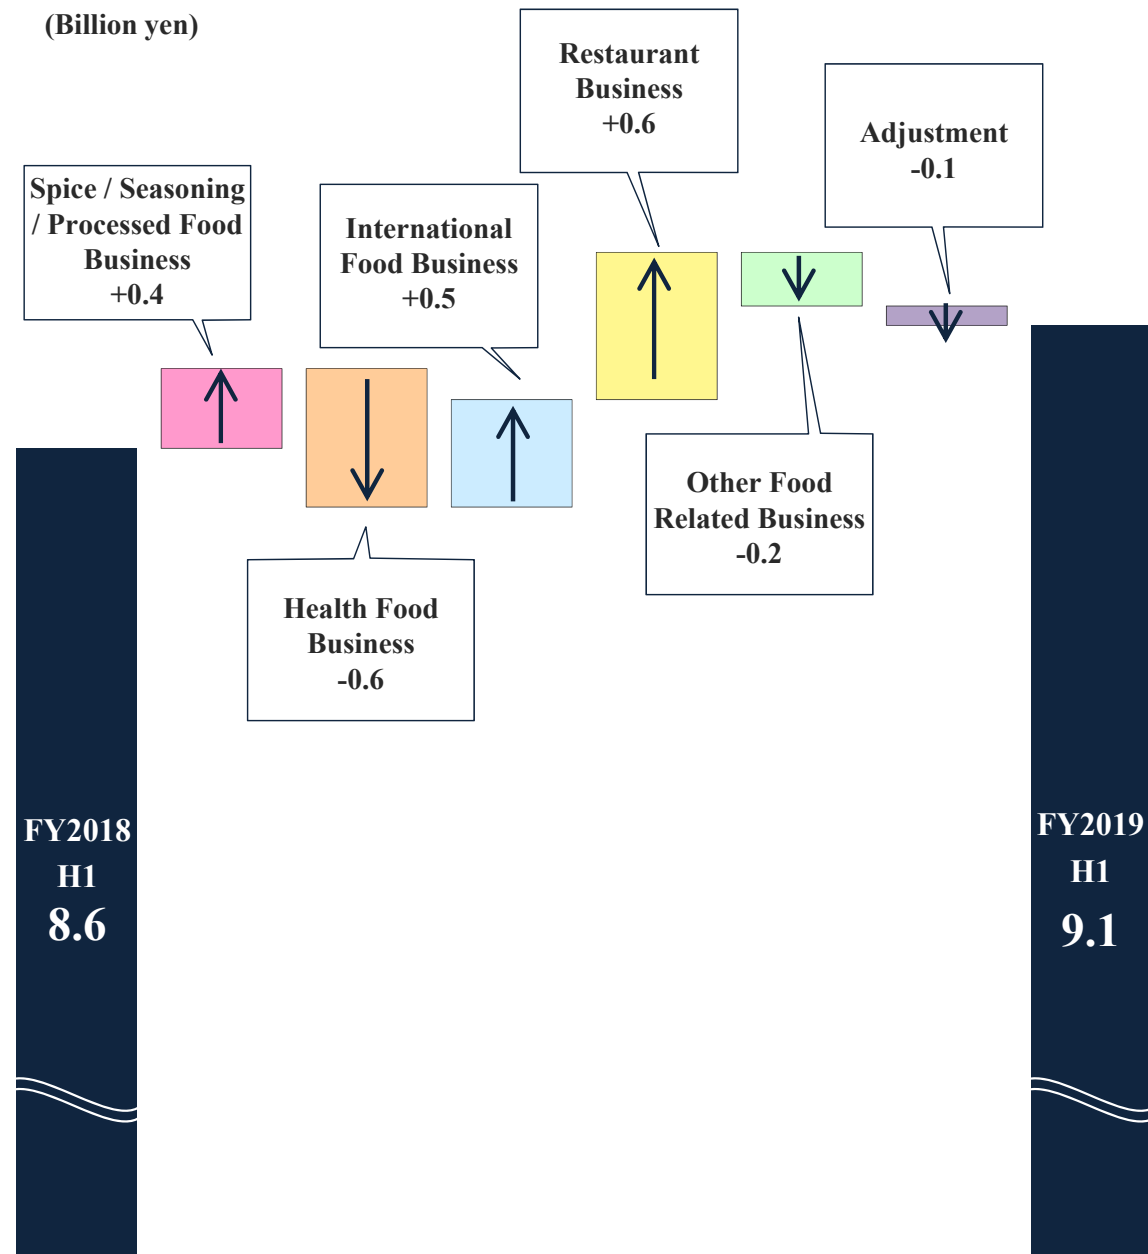 (Billion yen)
Restaurant
Business
+0.6
Adjustment
-0.1
Spice / Seasoning
/ Processed Food
Business
+0.4
International
Food Business
+0.5
Other Food
Related Business
-0.2
Health Food
Business
-0.6
FY2018
H1
8.6
FY2019
H1
9.1